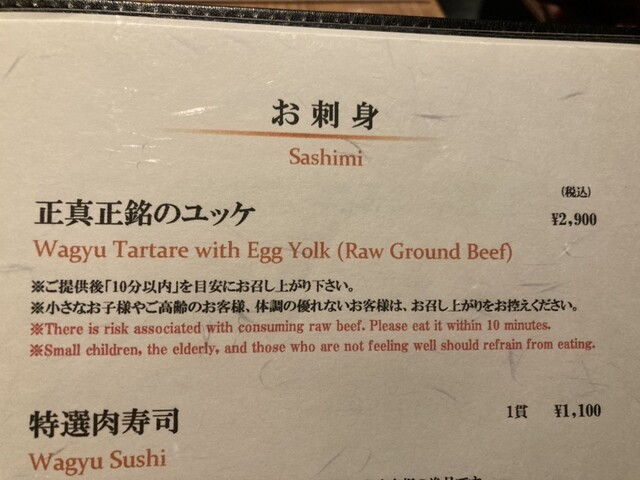 お刺身
Sashimi
(税込)
正真正銘のユッケ ¥2,900
Wagyu Tartare with Egg Yolk (Raw Ground Beef)
※ご提供後「10分以内」を目安にお召し上がり下さい。
※小さなお子様やご高齢のお客様、体調の優れないお客様は、お召し上がりをお控えください。
※There is risk associated with consuming raw beef. Please eat it within 10 minutes.
※Small children, the elderly, and those who are not feeling well should refrain from eating.
特選肉寿司 1貫 ¥1,100
Wagyu Sushi